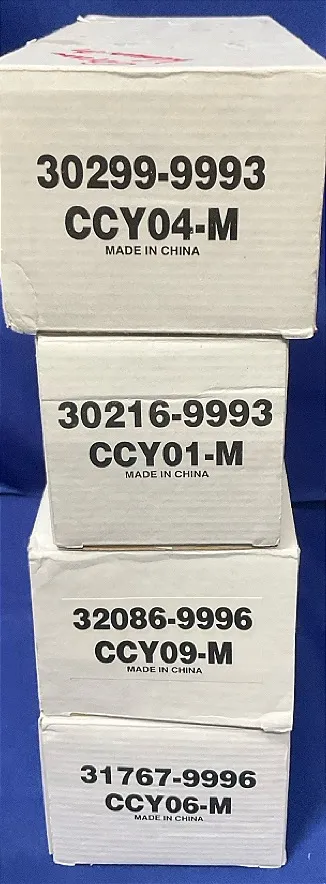 30299-9993
CCY04-M
MADE IN CHINA
30216-9993
CCY01-M
MADE IN CHINA
32086-9996
CCY09-M
MADE IN CHINA
31767-9996
CCY06-M
MADE IN CHINA